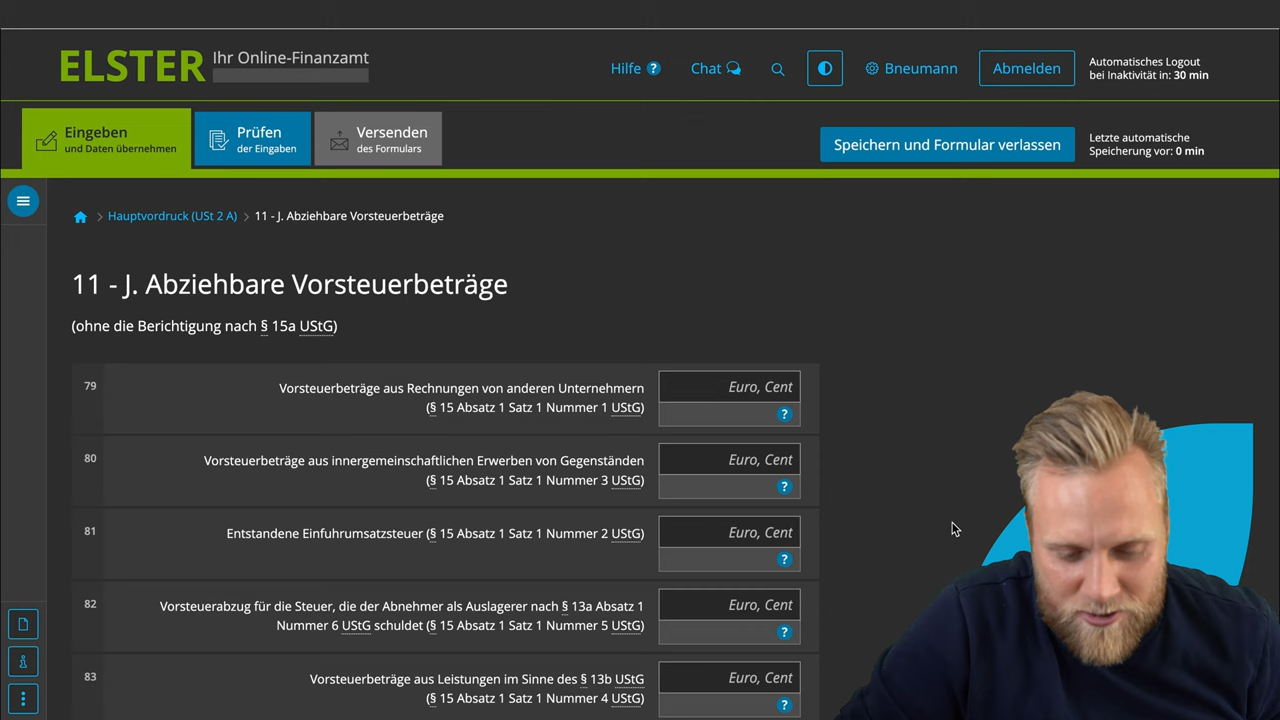 ELSTER Ihr Online-Finanzamt
Hilfe ?
Chat
Bneumann
Abmelden
Automatisches Logout
bei Inaktivität in: 30 min
Eingeben
und Daten übernehmen
Prüfen
der Eingaben
Versenden
des Formulars
Speichern und Formular verlassen
Letzte automatische
Speicherung vor: 0 min
Hauptvordruck (USt 2 A) > 11 - J. Abziehbare Vorsteuerbeträge
11 - J. Abziehbare Vorsteuerbeträge
(ohne die Berichtigung nach § 15a UStG)
79 Vorsteuerbeträge aus Rechnungen von anderen Unternehmern Euro, Cent
(§ 15 Absatz 1 Satz 1 Nummer 1 UStG) ?
80 Vorsteuerbeträge aus innergemeinschaftlichen Erwerben von Gegenständen Euro, Cent
(§ 15 Absatz 1 Satz 1 Nummer 3 UStG) ?
81 Entstandene Einfuhrumsatzsteuer (§ 15 Absatz 1 Satz 1 Nummer 2 UStG) Euro, Cent
?
82 Vorsteuerabzug für die Steuer, die der Abnehmer als Auslagerer nach § 13a Absatz 1 Euro, Cent
Nummer 6 UStG schuldet (§ 15 Absatz 1 Satz 1 Nummer 5 UStG) ?
83 Vorsteuerbeträge aus Leistungen im Sinne des § 13b UStG Euro, Cent
(§ 15 Absatz 1 Satz 1 Nummer 4 UStG) ?